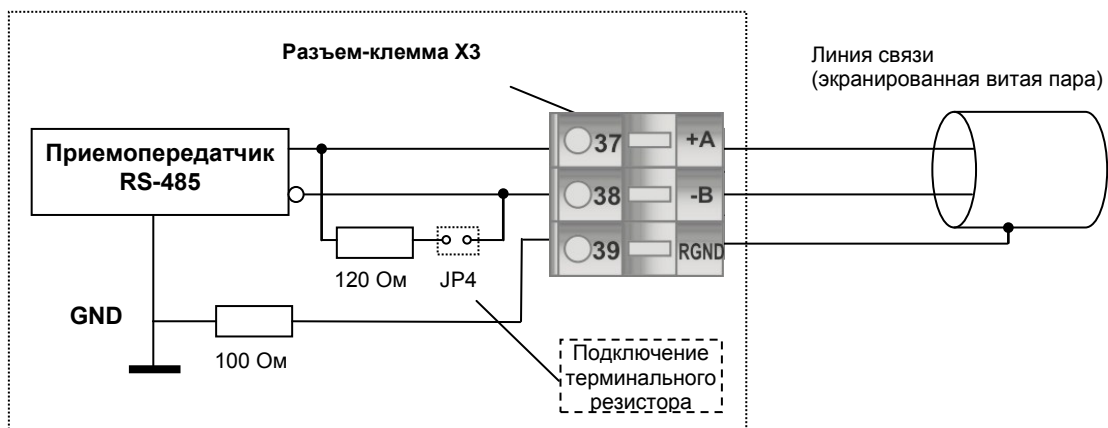 Разъем-клемма X3
Линия связи
(экранированная витая пара)
Приемопередатчик
RS-485
37 +A
38 -B
39 RGND
120 Ом
JP4
GND
100 Ом
Подключение
терминального
резистора